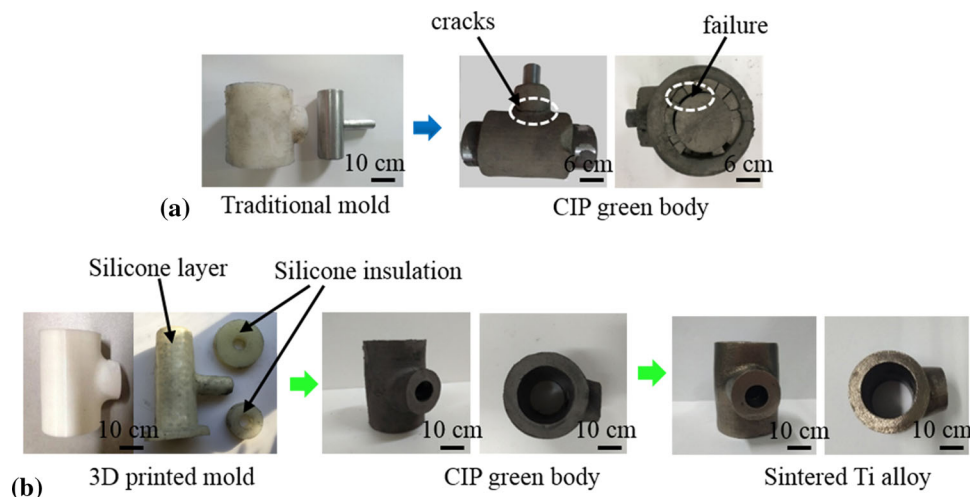 cracks
failure
10 cm
6 cm
6 cm
(a)
Traditional mold
CIP green body
Silicone layer
Silicone insulation
10 cm
10 cm
10 cm
10 cm
10 cm
(b)
3D printed mold
CIP green body
Sintered Ti alloy